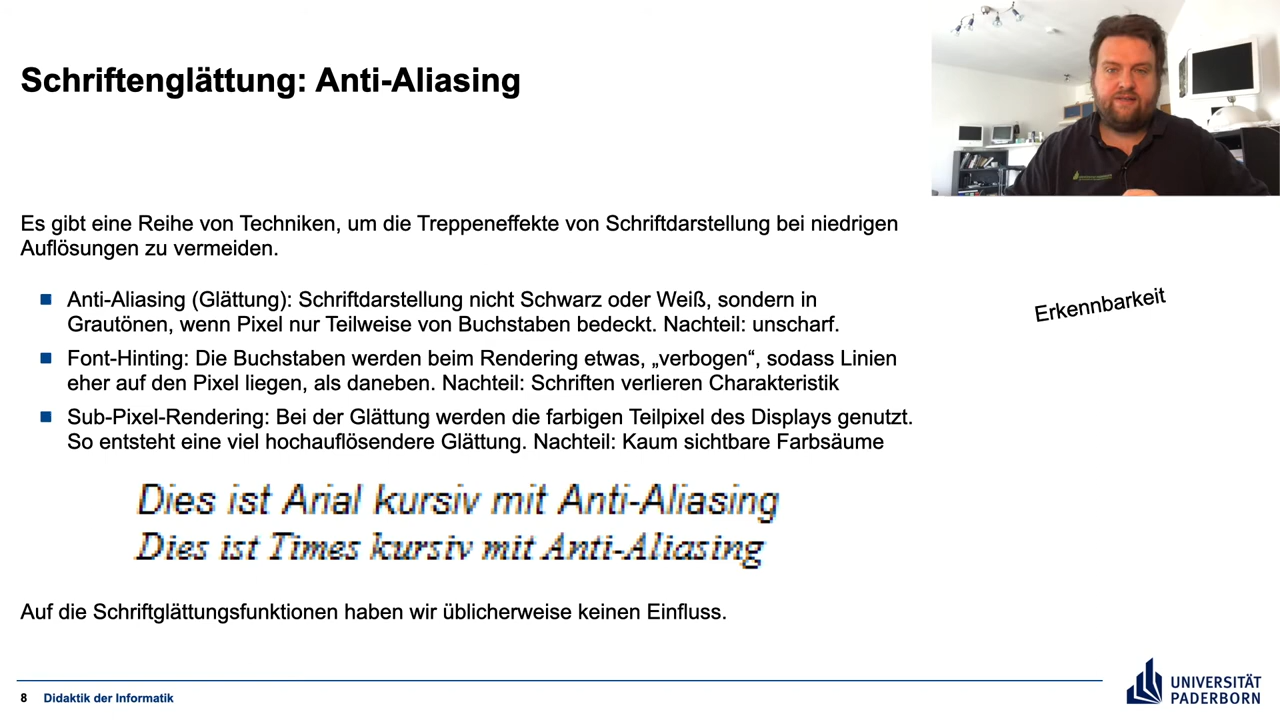 Schriftenglättung: Anti-Aliasing
Es gibt eine Reihe von Techniken, um die Treppeneffekte von Schriftdarstellung bei niedrigen
Auflösungen zu vermeiden.
Anti-Aliasing (Glättung): Schriftdarstellung nicht Schwarz oder Weiß, sondern in
Grautönen, wenn Pixel nur Teilweise von Buchstaben bedeckt. Nachteil: unscharf.
Font-Hinting: Die Buchstaben werden beim Rendering etwas, „verbogen“, sodass Linien
eher auf den Pixel liegen, als daneben. Nachteil: Schriften verlieren Charakteristik
Sub-Pixel-Rendering: Bei der Glättung werden die farbigen Teilpixel des Displays genutzt.
So entsteht eine viel hochauflösendere Glättung. Nachteil: Kaum sichtbare Farbsäume
Erkennbarkeit
Dies ist Arial kursiv mit Anti-Aliasing
Dies ist Times kursiv mit Anti-Aliasing
Auf die Schriftglättungsfunktionen haben wir üblicherweise keinen Einfluss.
8 Didaktik der Informatik
UNIVERSITÄT
PADERBORN